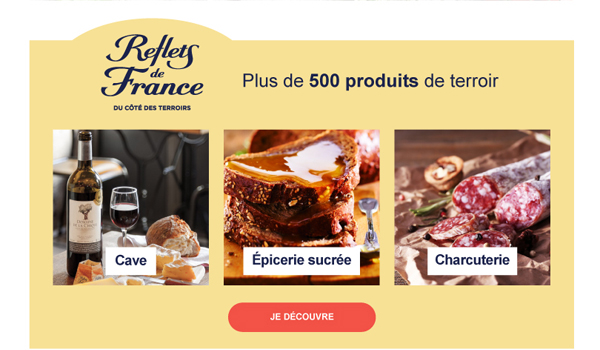 Reflets
de
France
DU CÔTÉ DES TERROIRS
Plus de 500 produits de terroir
Cave
Épicerie sucrée
Charcuterie
JE DÉCOUVRE